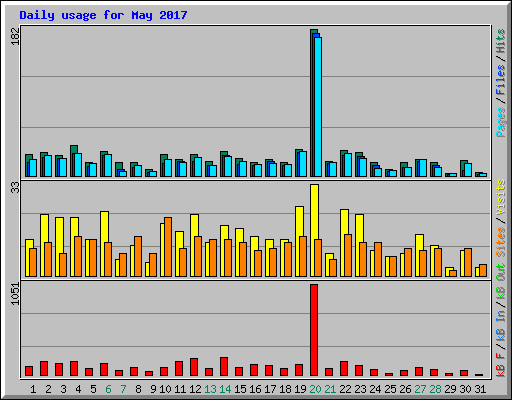 Daily usage for May 2017
182
Pages / Files / Hits
33
Sites / Visits
1051
kB F / kB In / kB Out
1 2 3 4 5 6 7 8 9 10 11 12 13 14 15 16 17 18 19 20 21 22 23 24 25 26 27 28 29 30 31